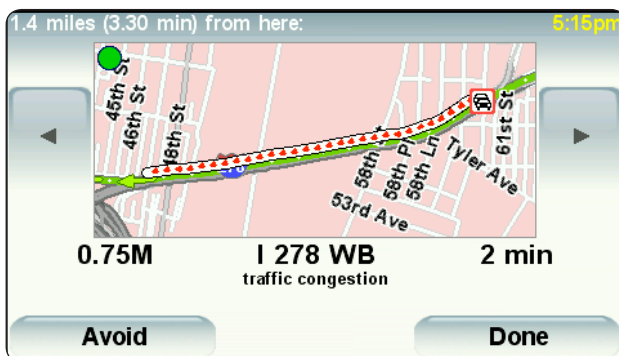 1.4 miles (3.30 min) from here:
5:15pm
45th St
46th St
48th St
58th Pl
58th Ln
61st St
Tyler Ave
53rd Ave
0.75M
I 278 WB
2 min
traffic congestion
Avoid
Done